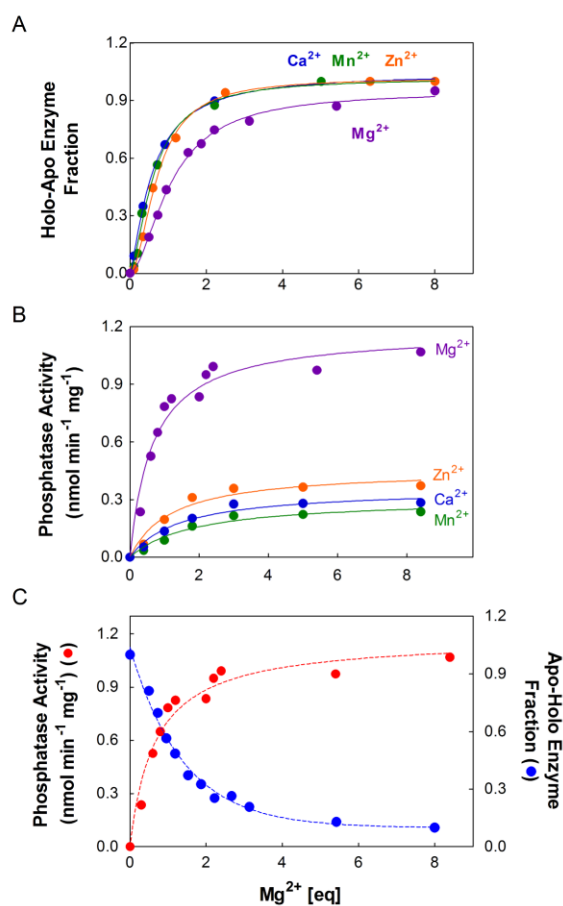 A
1.2
0.9
0.6
0.3
0.0
0 2 4 6 8
Holo-Apo Enzyme
Fraction
Ca²⁺ Mn²⁺ Zn²⁺
Mg²⁺
B
1.2
0.9
0.6
0.3
0.0
0 2 4 6 8
Phosphatase Activity
(nmol min⁻¹ mg⁻¹)
Mg²⁺
Zn²⁺
Ca²⁺
Mn²⁺
C
1.2
0.9
0.6
0.3
0.0
0 2 4 6 8
Phosphatase Activity
(nmol min⁻¹ mg⁻¹) (●)
1.2
0.9
0.6
0.3
0.0
Apo-Holo Enzyme
Fraction (●)
Mg²⁺ [eq]